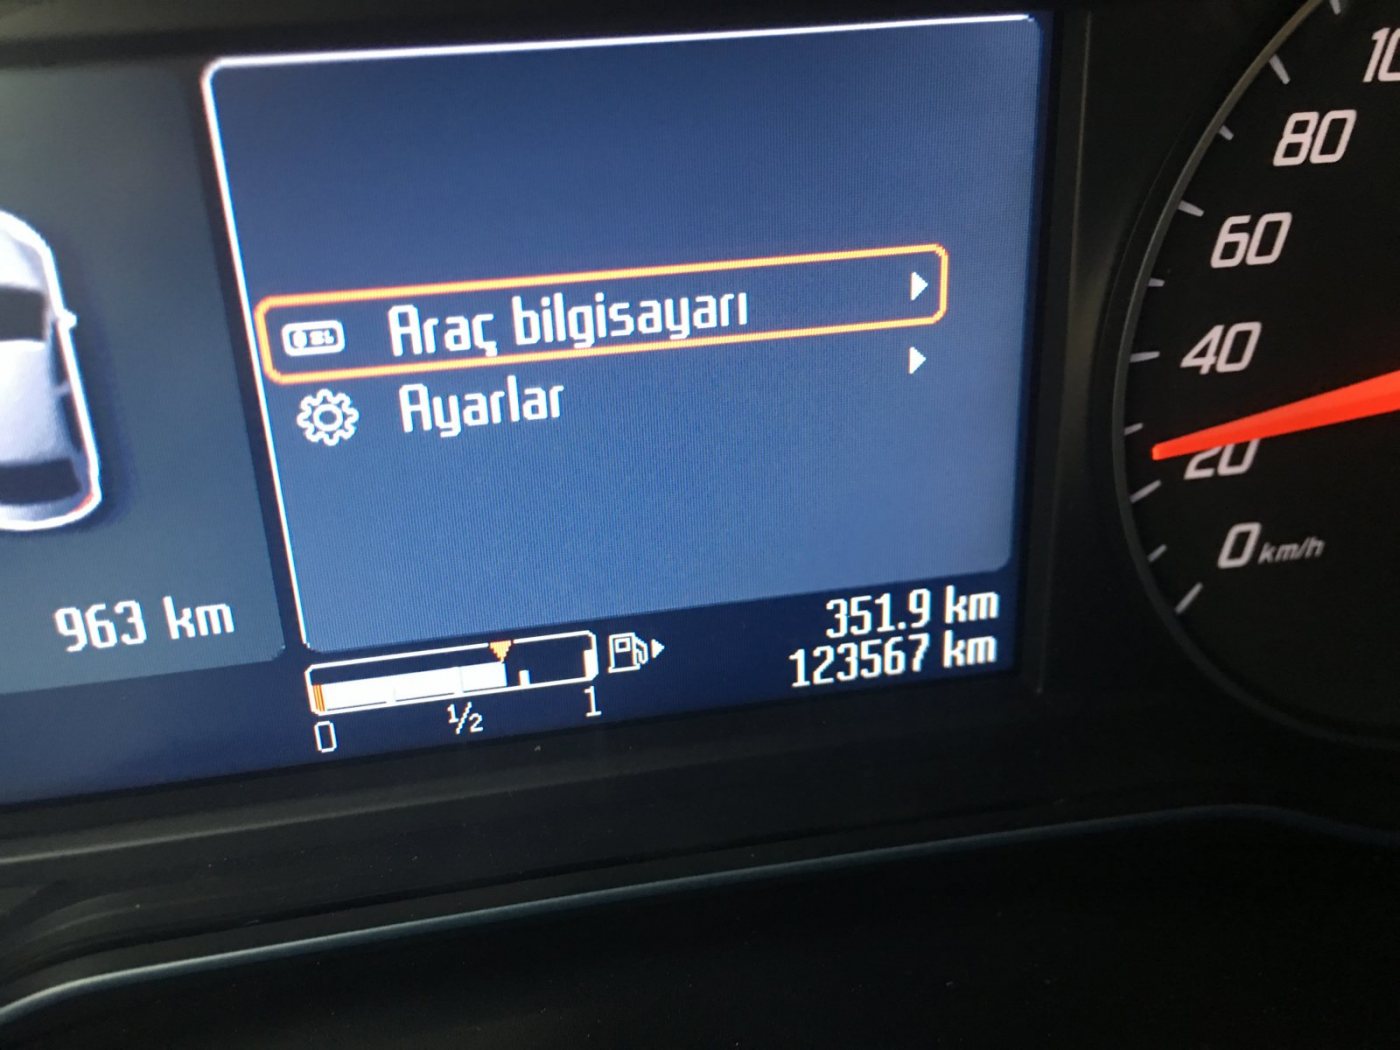 Araç bilgisayarı
Ayarlar
963 km
351.9 km
123567 km
0
1/2
1
80
60
40
20
0 km/h